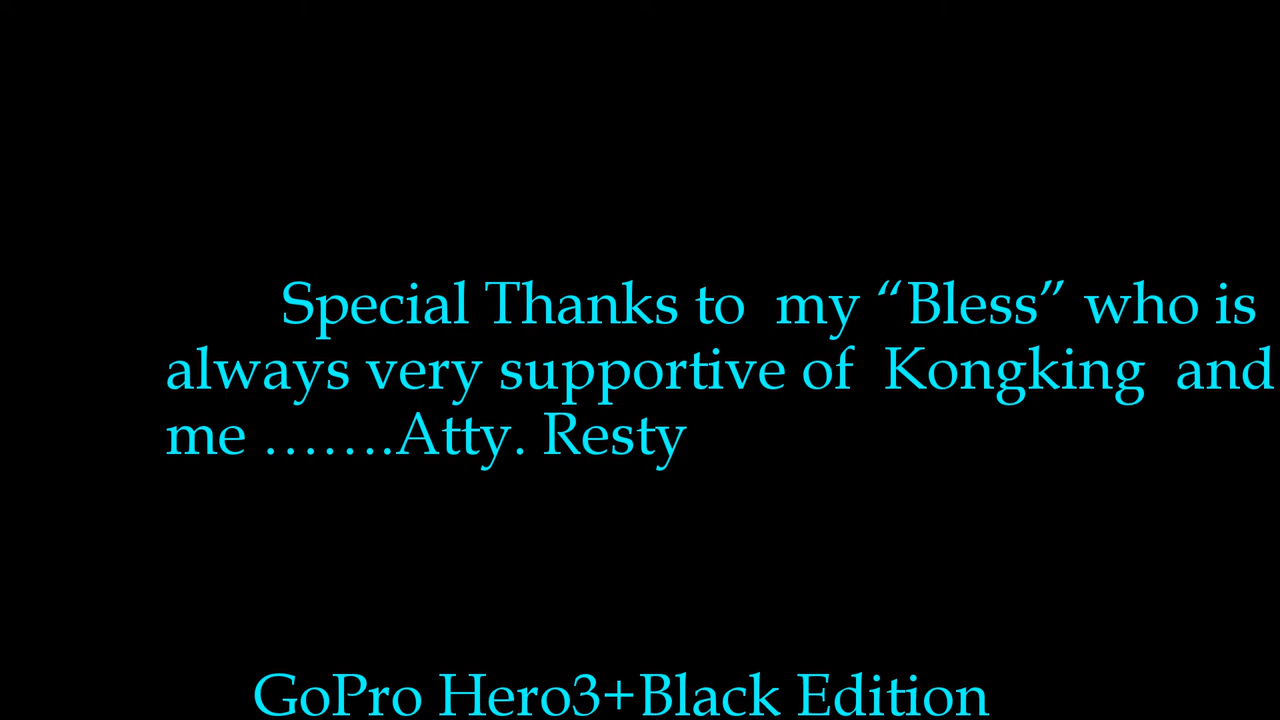 Special Thanks to  my “Bless” who is
always very supportive of  Kongking  and
me …….Atty. Resty
GoPro Hero3+Black Edition